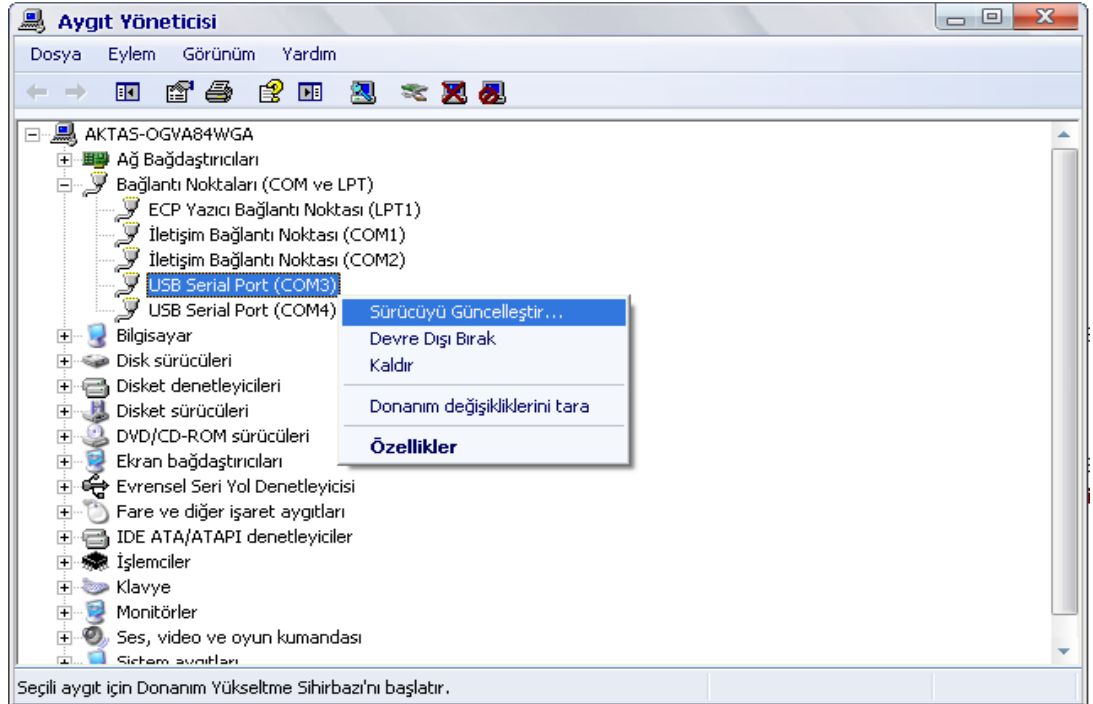 Aygıt Yöneticisi
Dosya Eylem Görünüm Yardım
AKTAS-OGVA84WGA
Ağ Bağdaştırıcıları
Bağlantı Noktaları (COM ve LPT)
ECP Yazıcı Bağlantı Noktası (LPT1)
İletişim Bağlantı Noktası (COM1)
İletişim Bağlantı Noktası (COM2)
USB Serial Port (COM3)
USB Serial Port (COM4)
Sürücüyü Güncelleştir...
Devre Dışı Bırak
Kaldır
Donanım değişikliklerini tara
Özellikler
Bilgisayar
Disk sürücüleri
Disket denetleyicileri
Disket sürücüleri
DVD/CD-ROM sürücüleri
Ekran bağdaştırıcıları
Evrensel Seri Yol Denetleyicisi
Fare ve diğer işaret aygıtları
IDE ATA/ATAPI denetleyiciler
İşlemciler
Klavye
Monitörler
Ses, video ve oyun kumandası
Sistem aygıtları
Seçili aygıt için Donanım Yükseltme Sihirbazı'nı başlatır.